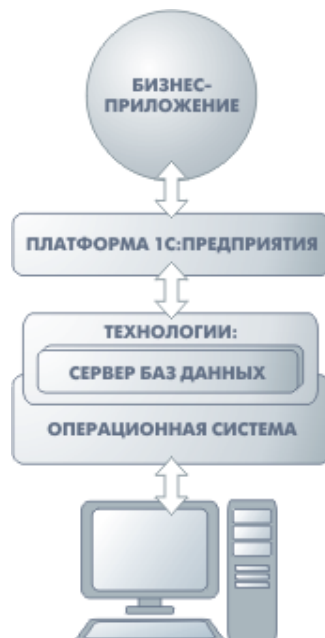 БИЗНЕС-
ПРИЛОЖЕНИЕ
ПЛАТФОРМА 1С:ПРЕДПРИЯТИЯ
ТЕХНОЛОГИИ:
СЕРВЕР БАЗ ДАННЫХ
ОПЕРАЦИОННАЯ СИСТЕМА